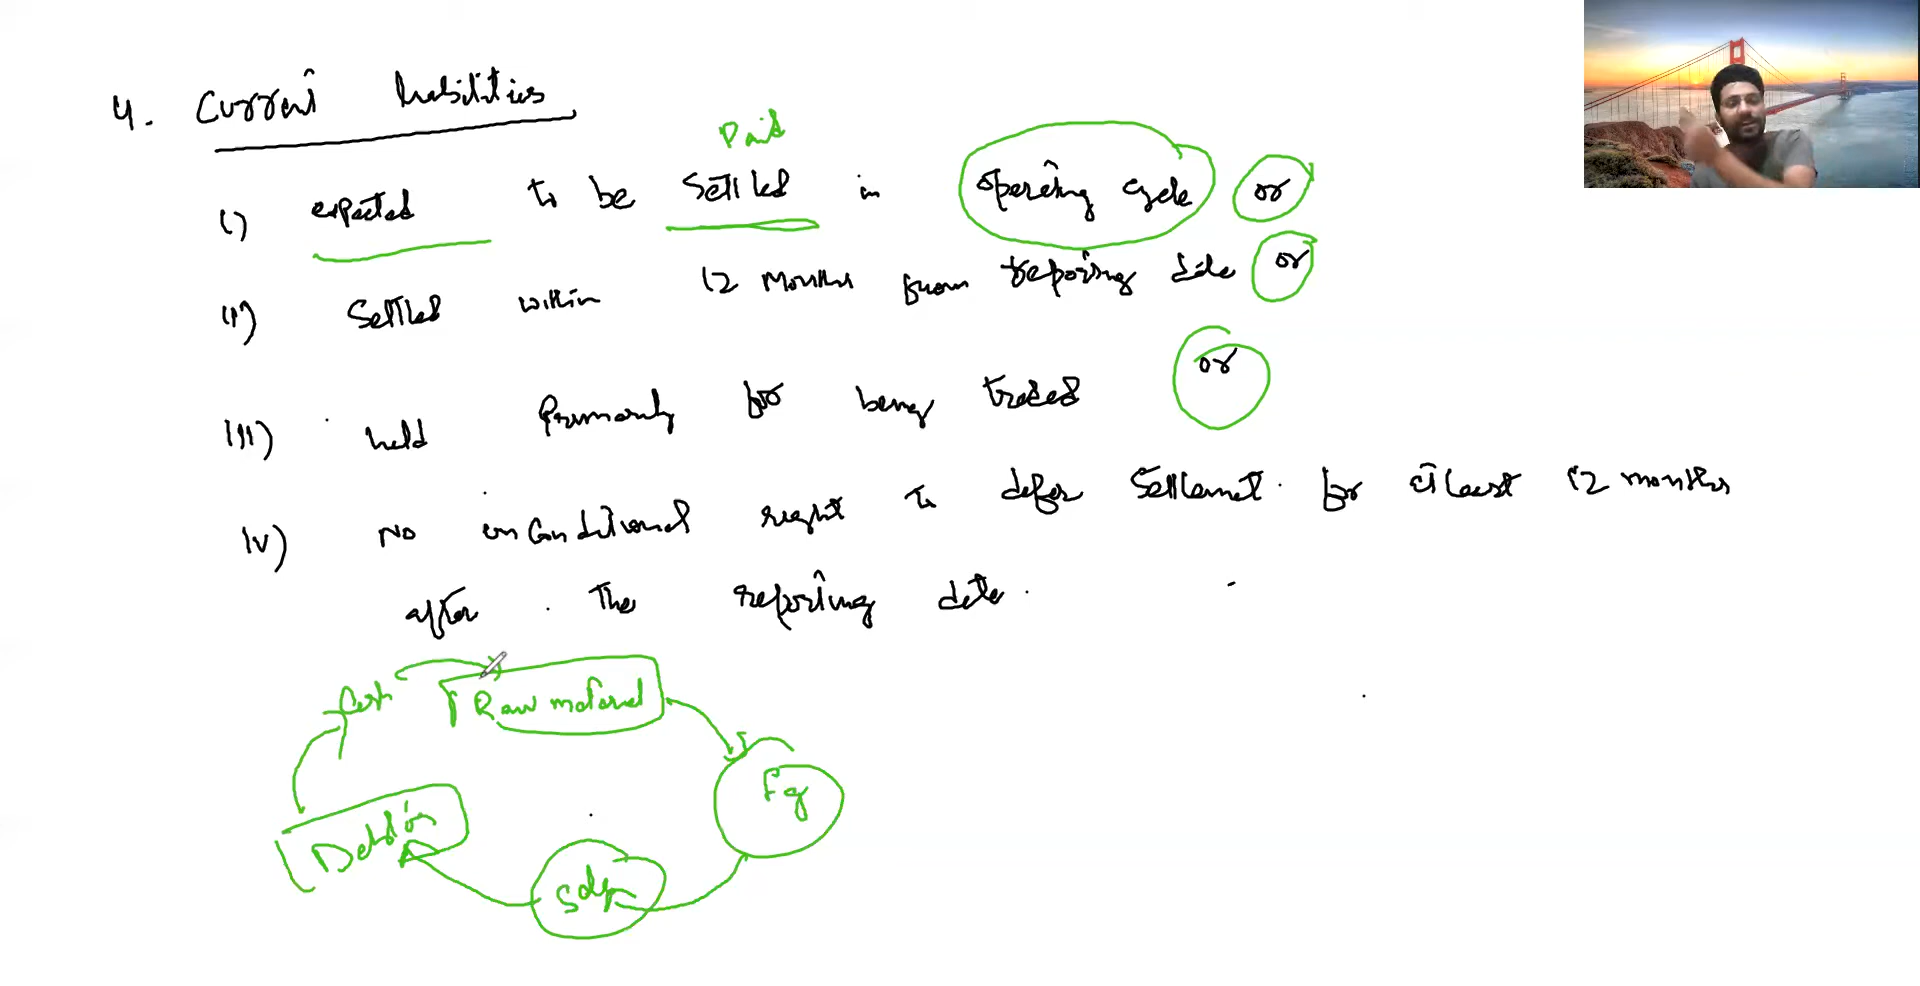 4. Current liabilities
Paid
i) expected to be settled in operating cycle or
ii) settled within 12 months from reporting date or
iii) held primarily for being traded or
iv) No unconditional right to defer settlement for atleast 12 months
after the reporting date.
Cash Raw material
Fg
Debtors
Sales